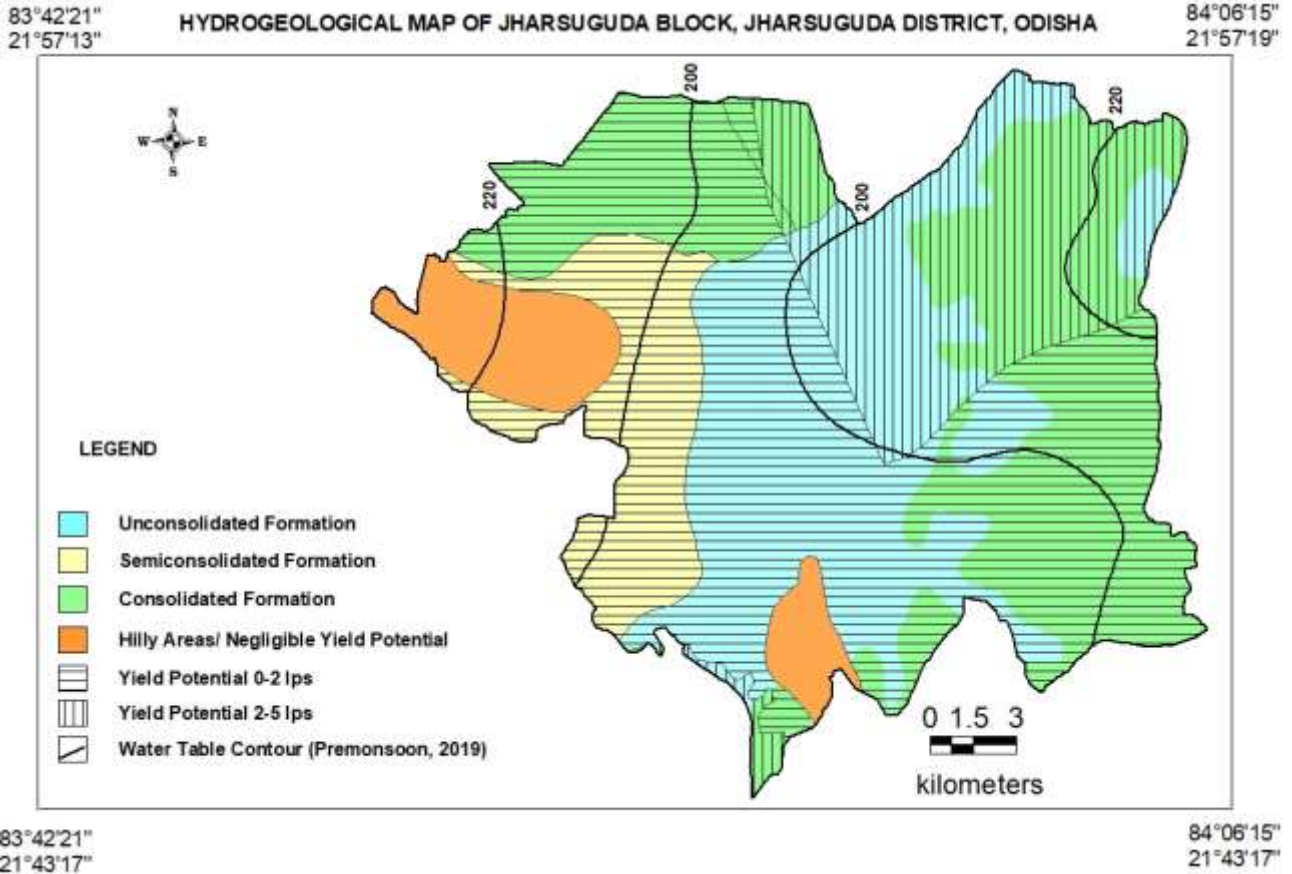 83°42'21"
21°57'13"
HYDROGEOLOGICAL MAP OF JHARSUGUDA BLOCK, JHARSUGUDA DISTRICT, ODISHA
84°06'15"
21°57'19"
N
W
E
S
200
220
220
200
LEGEND
Unconsolidated Formation
Semiconsolidated Formation
Consolidated Formation
Hilly Areas/ Negligible Yield Potential
Yield Potential 0-2 lps
Yield Potential 2-5 lps
Water Table Contour (Premonsoon, 2019)
0 1.5 3
kilometers
83°42'21"
21°43'17"
84°06'15"
21°43'17"